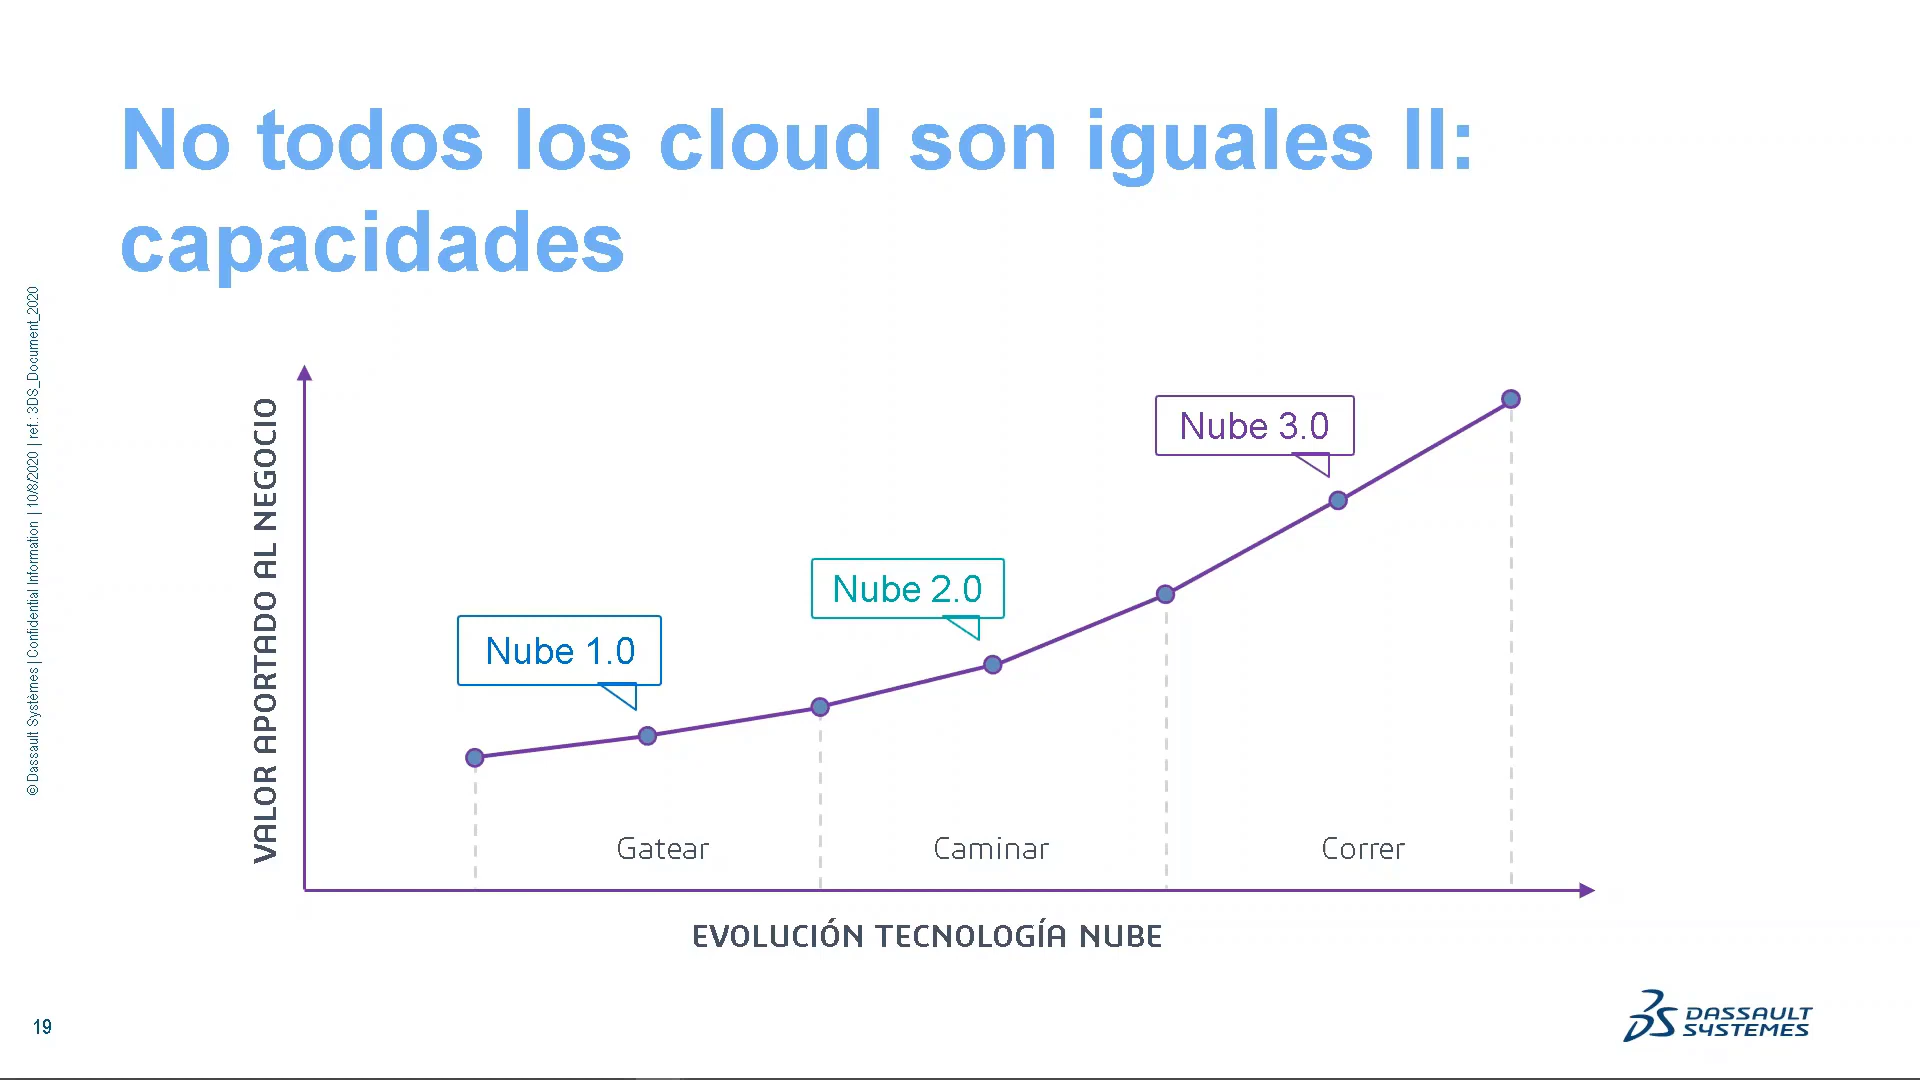 No todos los cloud son iguales II:
capacidades
© Dassault Systèmes | Confidential Information | 10/8/2020 | ref.: 3DS_Document_2020
VALOR APORTADO AL NEGOCIO
Nube 3.0
Nube 2.0
Nube 1.0
Gatear
Caminar
Correr
EVOLUCIÓN TECNOLOGÍA NUBE
19
DASSAULT
SYSTEMES